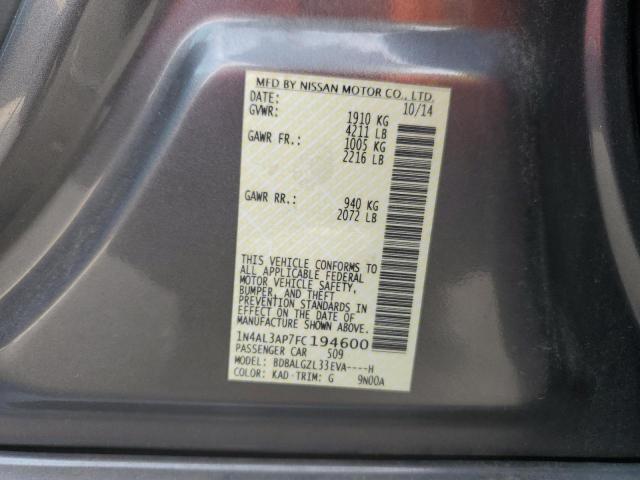 MFD BY NISSAN MOTOR CO., LTD.
DATE: 10/14
GVWR: 1910 KG
4211 LB
GAWR FR.: 1005 KG
2216 LB
GAWR RR.: 940 KG
2072 LB
THIS VEHICLE CONFORMS TO
ALL APPLICABLE FEDERAL
MOTOR VEHICLE SAFETY,
BUMPER, AND THEFT
PREVENTION STANDARDS IN
EFFECT ON THE DATE OF
MANUFACTURE SHOWN ABOVE.
1N4AL3AP7FC194600
PASSENGER CAR 509
MODEL: BDBALGZL33EVA----H
COLOR: KAD-TRIM: G 9N00A